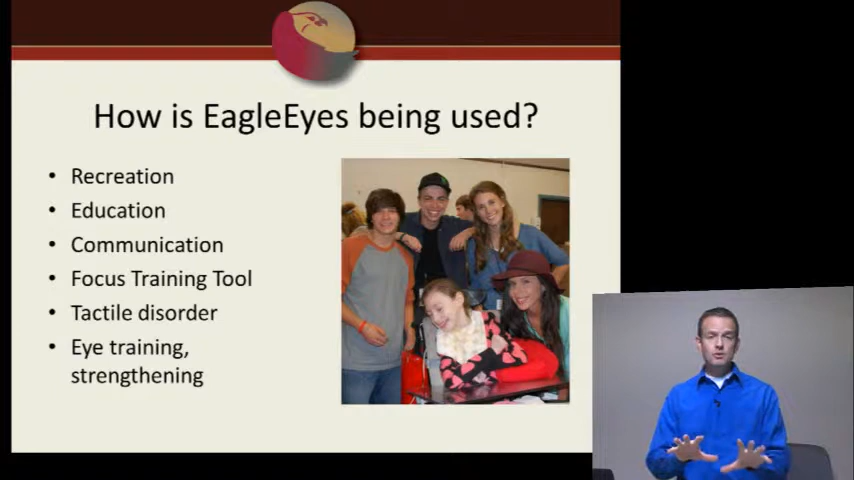 How is EagleEyes being used?
• Recreation
• Education
• Communication
• Focus Training Tool
• Tactile disorder
• Eye training,
strengthening